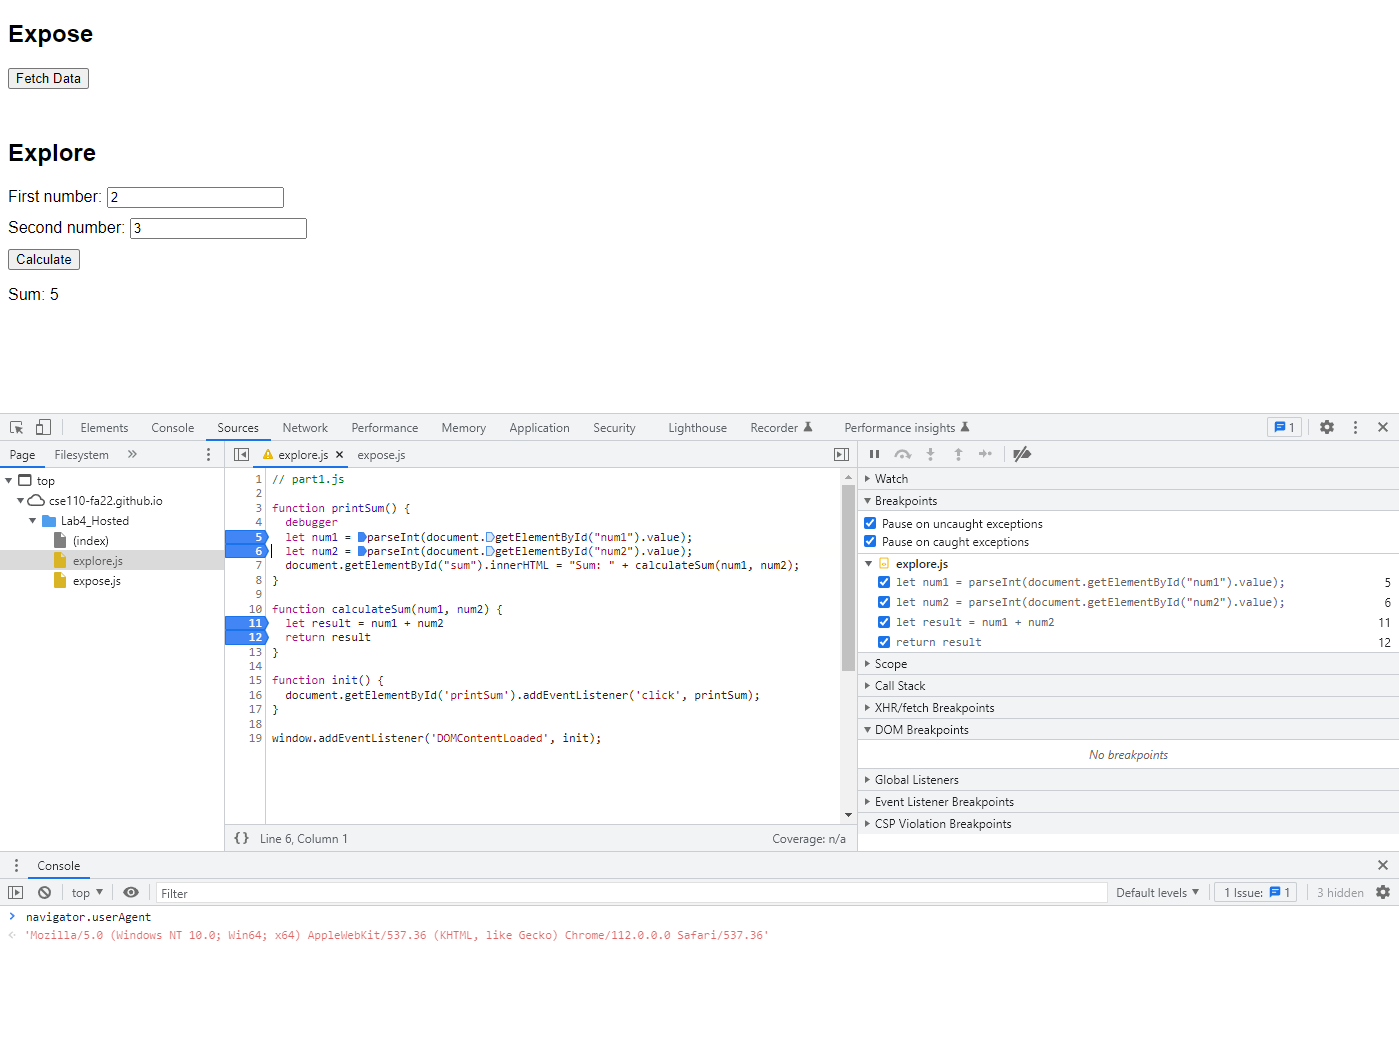 Expose
Fetch Data
Explore
First number: 2
Second number: 3
Calculate
Sum: 5
Elements Console Sources Network Performance Memory Application Security Lighthouse Recorder Performance insights 1
Page Filesystem » explore.js × expose.js
top
cse110-fa22.github.io
Lab4_Hosted
(index)
explore.js
expose.js
1 // part1.js
2
3 function printSum() {
4 debugger
5 let num1 = parseInt(document.getElementById("num1").value);
6 let num2 = parseInt(document.getElementById("num2").value);
7 document.getElementById("sum").innerHTML = "Sum: " + calculateSum(num1, num2);
8 }
9
10 function calculateSum(num1, num2) {
11 let result = num1 + num2
12 return result
13 }
14
15 function init() {
16 document.getElementById('printSum').addEventListener('click', printSum);
17 }
18
19 window.addEventListener('DOMContentLoaded', init);
{} Line 6, Column 1 Coverage: n/a
Watch
Breakpoints
Pause on uncaught exceptions
Pause on caught exceptions
explore.js
let num1 = parseInt(document.getElementById("num1").value); 5
let num2 = parseInt(document.getElementById("num2").value); 6
let result = num1 + num2 11
return result 12
Scope
Call Stack
XHR/fetch Breakpoints
DOM Breakpoints
No breakpoints
Global Listeners
Event Listener Breakpoints
CSP Violation Breakpoints
Console
top Filter Default levels 1 Issue: 1 3 hidden
navigator.userAgent
'Mozilla/5.0 (Windows NT 10.0; Win64; x64) AppleWebKit/537.36 (KHTML, like Gecko) Chrome/112.0.0.0 Safari/537.36'